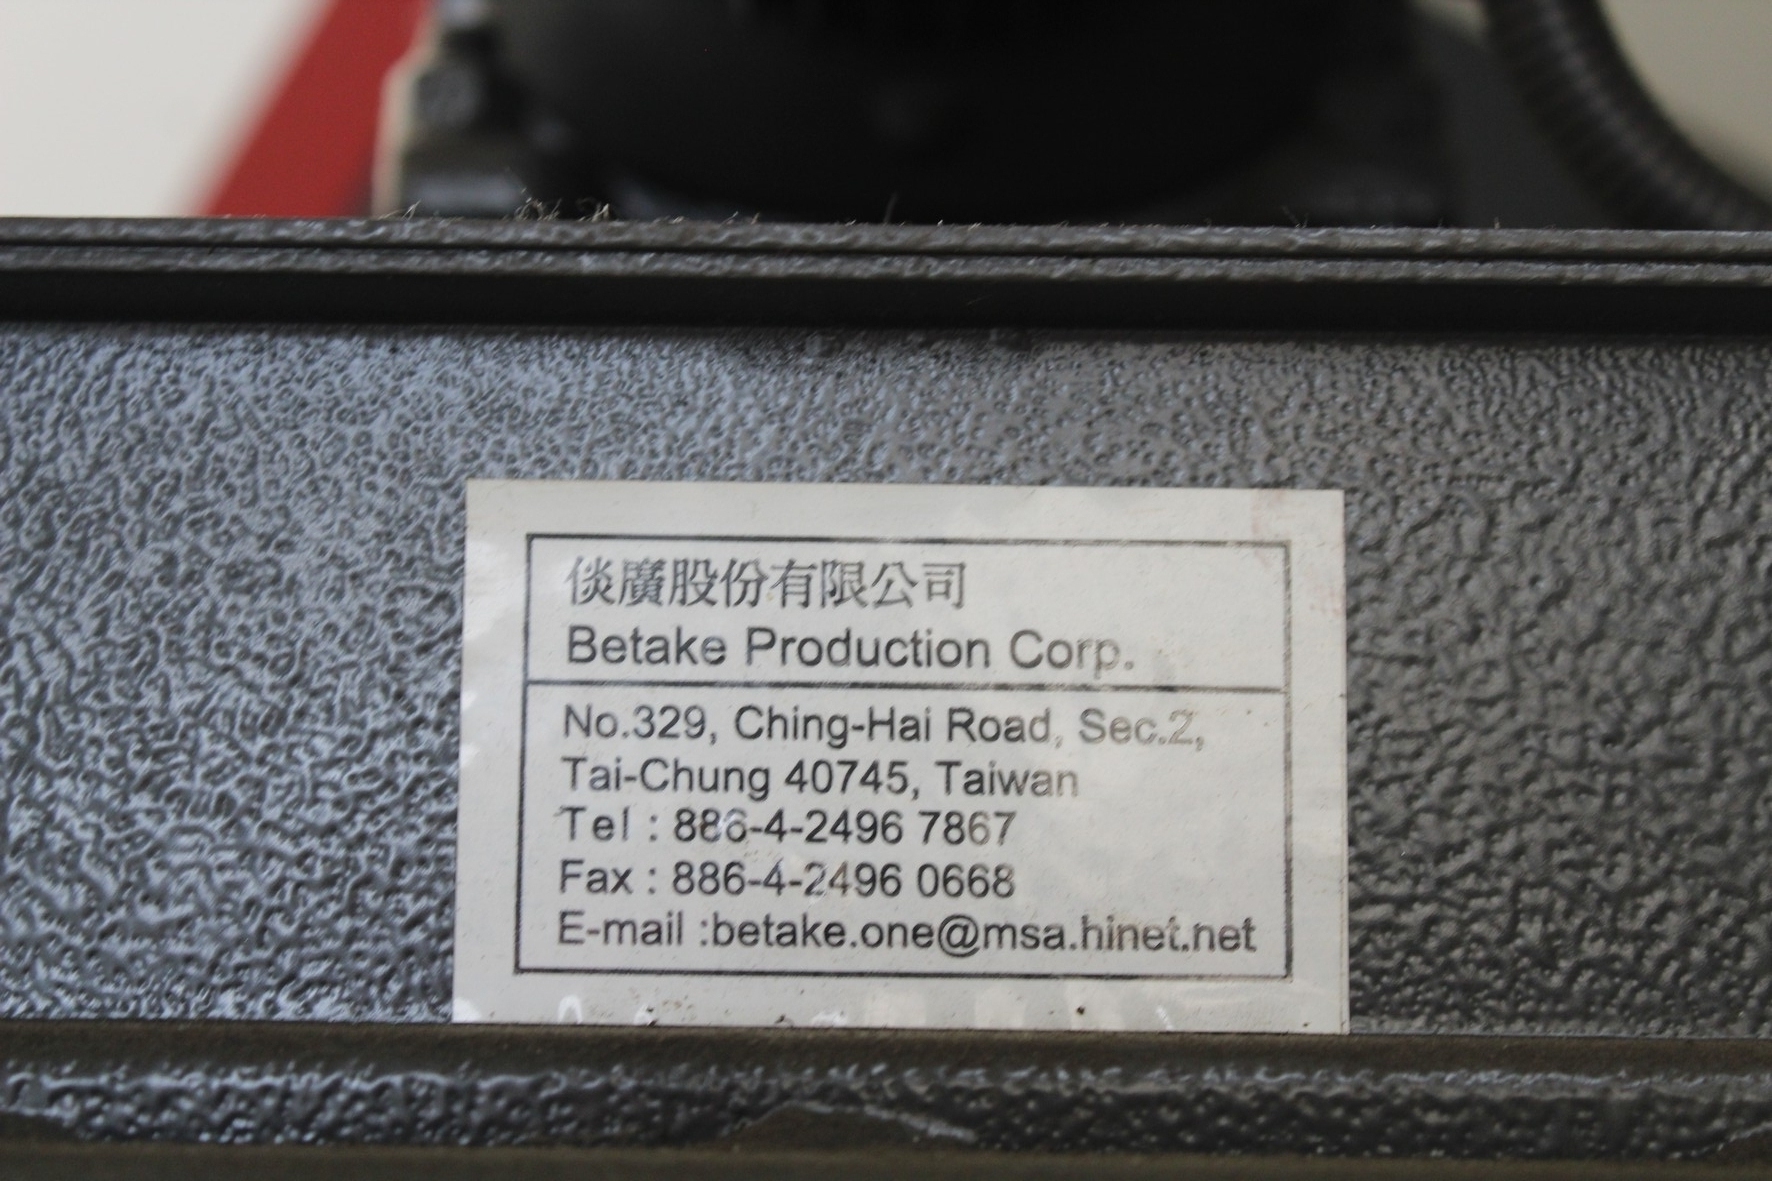 倓廣股份有限公司
Betake Production Corp.
No.329, Ching-Hai Road, Sec.2,
Tai-Chung 40745, Taiwan
Tel : 886-4-2496 7867
Fax : 886-4-2496 0668
E-mail :betake.one@msa.hinet.net